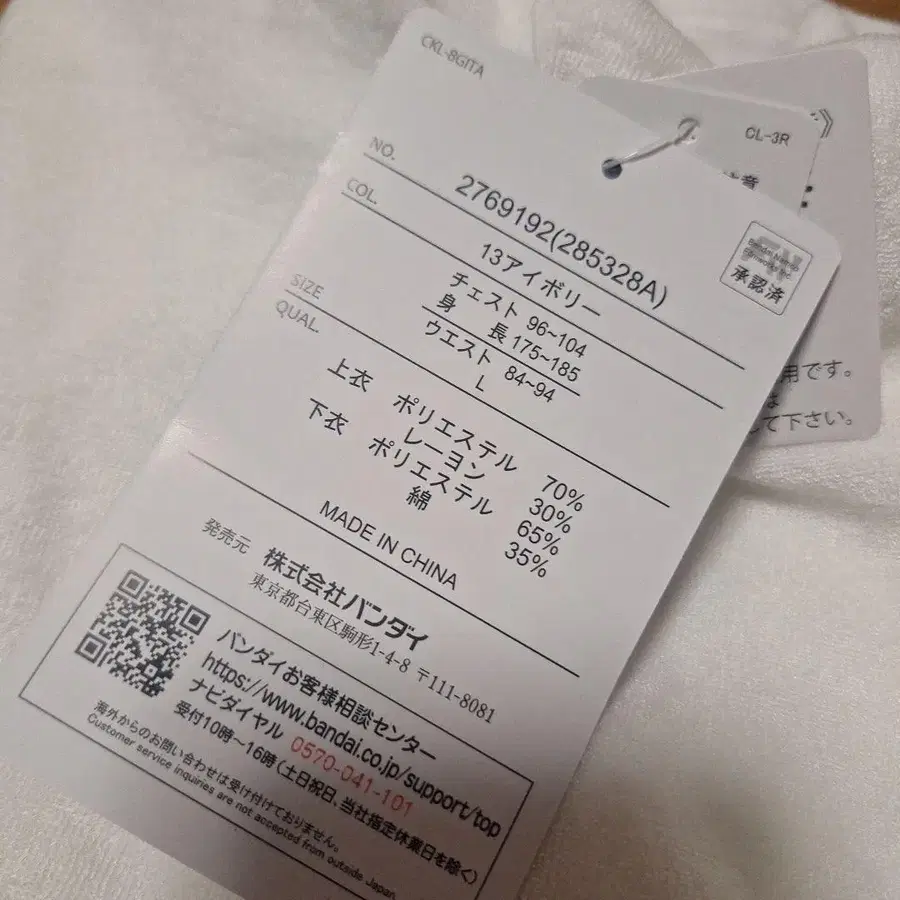 CKL-8GITA
NO. 2769192(285328A)
COL. 13アイボリー
SIZE チェスト 96~104
身 長 175~185
ウエスト 84~94
L
QUAL.
上衣 ポリエステル 70%
レーヨン 30%
下衣 ポリエステル 65%
綿 35%
MADE IN CHINA
発売元 株式会社バンダイ
東京都台東区駒形1-4-8 〒111-8081
バンダイお客様相談センター
https://www.bandai.co.jp/support/top
ナビダイヤル 0570-041-101
受付10時~16時(土日祝日、当社指定休業日を除く)
海外からのお問い合わせは受け付けておりません。
Customer service inquiries are not accepted from outside Japan.
承認済
CL-3R
用です。
て下さい。